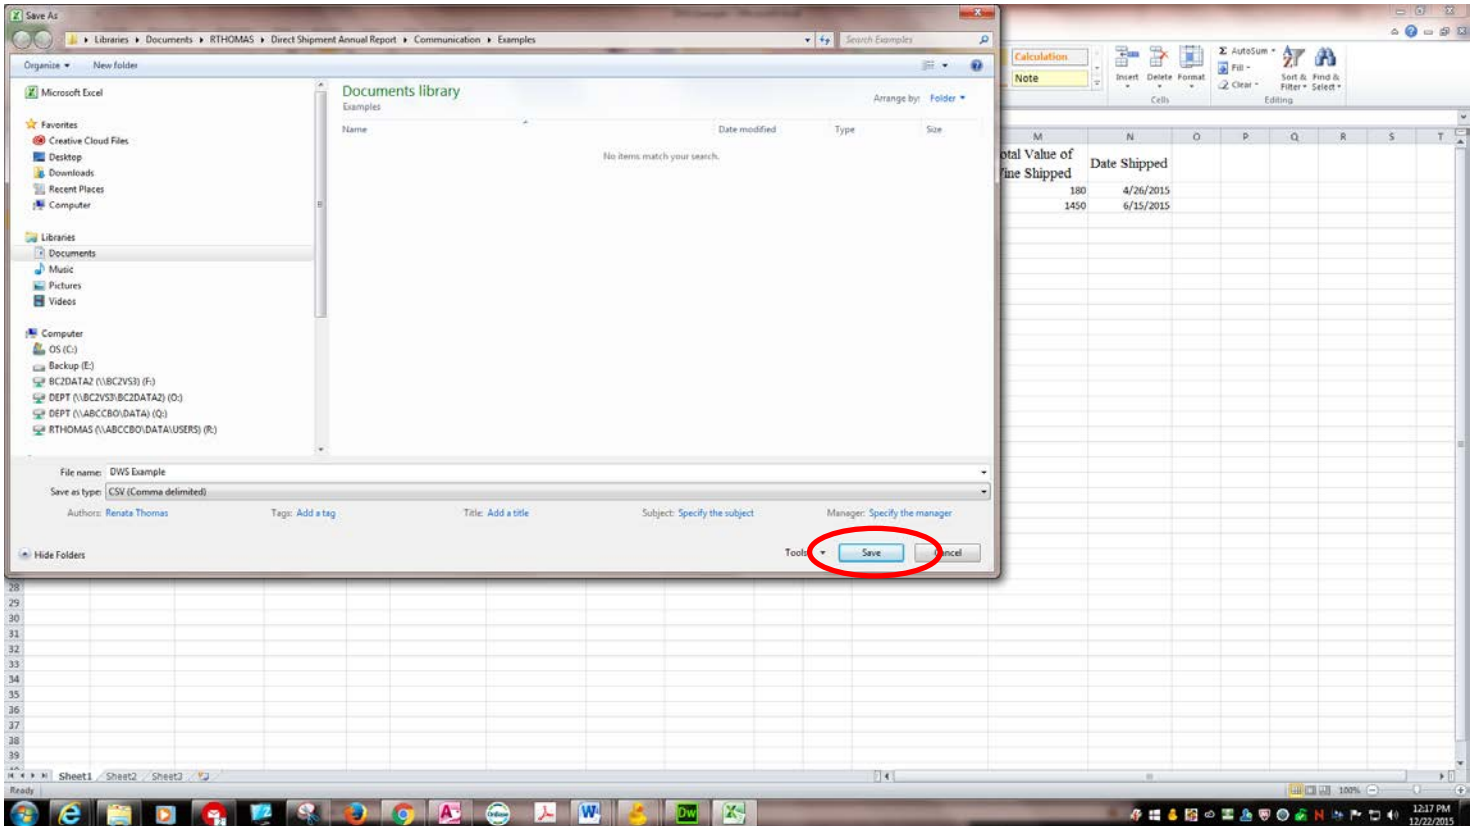 Save As
Libraries ▸ Documents ▸ RTHOMAS ▸ Direct Shipment Annual Report ▸ Communication ▸ Examples
Search Examples
Organize
New folder
Microsoft Excel
Favorites
Creative Cloud Files
Desktop
Downloads
Recent Places
Computer
Libraries
Documents
Music
Pictures
Videos
Computer
OS (C:)
Backup (E:)
BC2DATA2 (\\BC2VS3) (F:)
DEPT (\\BC2VS3\BC2DATA2) (O:)
DEPT (\\ABCCBO\DATA) (Q:)
RTHOMAS (\\ABCCBO\DATA\USERS) (R:)
Documents library
Examples
Arrange by: Folder
Name Date modified Type Size
No items match your search.
File name: DWS Example
Save as type: CSV (Comma delimited)
Authors: Renata Thomas Tags: Add a tag Title: Add a title Subject: Specify the subject Manager: Specify the manager
Hide Folders
Tools Save Cancel
Calculation
Note
Insert Delete Format
Cells
Σ AutoSum
Fill
Clear
Sort & Filter
Find & Select
Editing
M N O P Q R S T
otal Value of
ine Shipped
Date Shipped
180 4/26/2015
1450 6/15/2015
28
29
30
31
32
33
34
35
36
37
38
39
Sheet1 Sheet2 Sheet3
Ready
100%
12:17 PM
12/22/2015